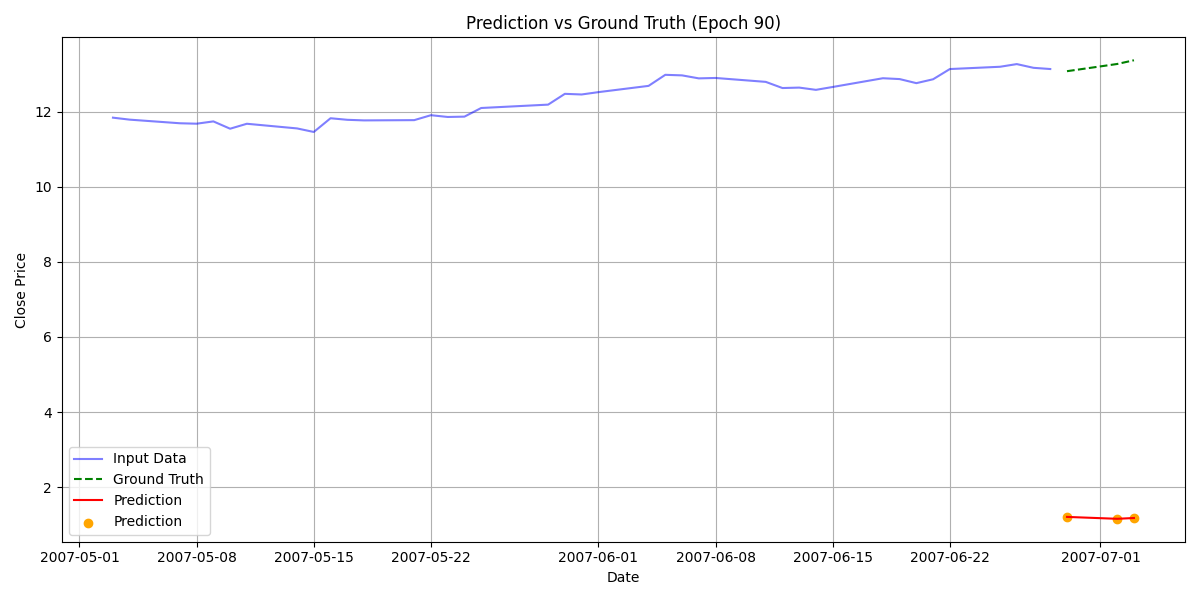 Prediction vs Ground Truth (Epoch 90)
Close Price
12
10
8
6
4
2
Input Data
Ground Truth
Prediction
Prediction
2007-05-01
2007-05-08
2007-05-15
2007-05-22
2007-06-01
2007-06-08
2007-06-15
2007-06-22
2007-07-01
Date